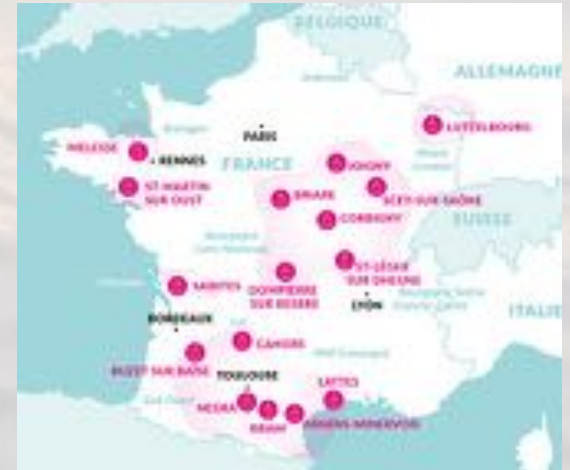 BELGIQUE
ALLEMAGNE
LUTZELBOURG
PARIS
MELESSE
RENNES
FRANCE
JOIGNY
ST-MARTIN
SUR OUST
BRIARE
SCEY-SUR-SAÔNE
CORBIGNY
SUISSE
ST-LÉGER
SUR DHEUNE
SAINTES
DOMPIERRE
SUR BESBRE
LYON
BORDEAUX
ITALIE
CAHORS
BUZET SUR BAÏSE
TOULOUSE
LATTES
NEGRA
BRAM
ARGENS-MINERVOIS